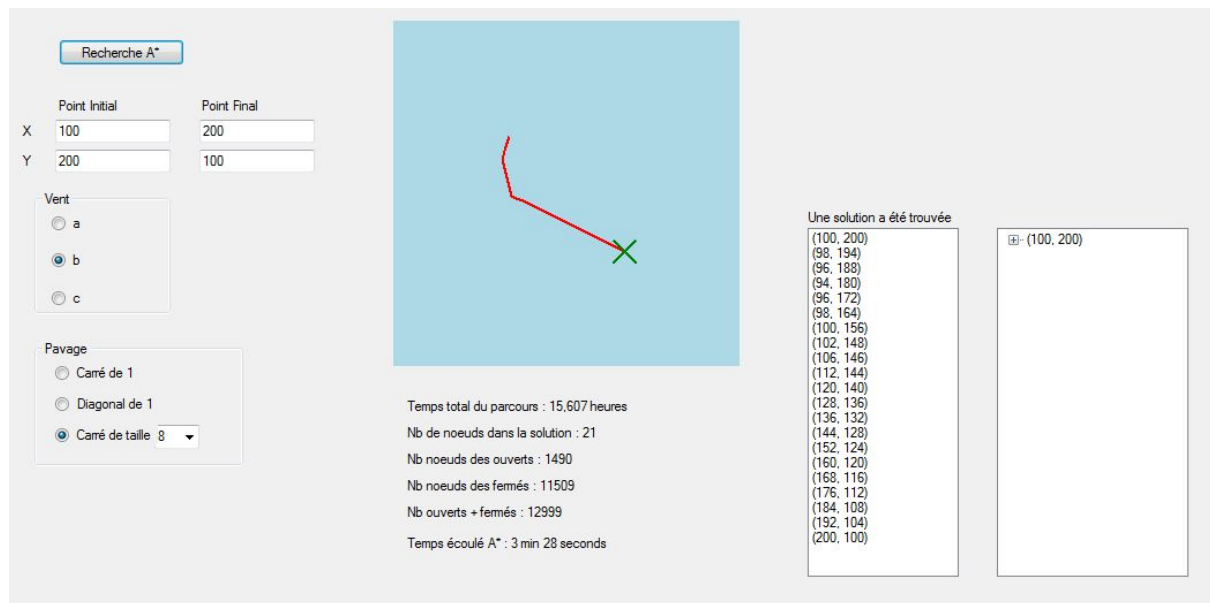 Recherche A*
Point Initial Point Final
X 100 200
Y 200 100
Vent
a
b
c
Pavage
Carré de 1
Diagonal de 1
Carré de taille 8
Temps total du parcours : 15,607 heures
Nb de noeuds dans la solution : 21
Nb noeuds des ouverts : 1490
Nb noeuds des fermés : 11509
Nb ouverts + fermés : 12999
Temps écoulé A* : 3 min 28 seconds
Une solution a été trouvée
(100, 200)
(98, 194)
(96, 188)
(94, 180)
(96, 172)
(98, 164)
(100, 156)
(102, 148)
(106, 146)
(112, 144)
(120, 140)
(128, 136)
(136, 132)
(144, 128)
(152, 124)
(160, 120)
(168, 116)
(176, 112)
(184, 108)
(192, 104)
(200, 100)
(100, 200)